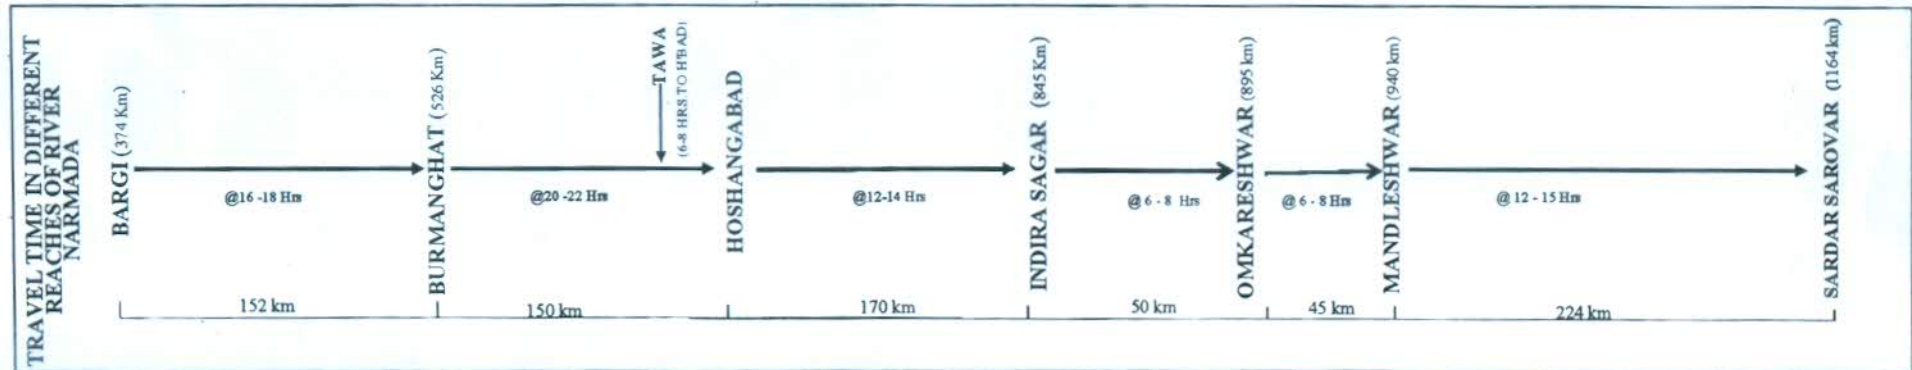 TRAVEL TIME IN DIFFERENT
REACHES OF RIVER
NARMADA
BARGI (374 Km)
BURMANGHAT (526 Km)
TAWA
(6-8 HRS.TO H'BAD)
HOSHANGABAD
INDIRA SAGAR (845 Km)
OMKARESHWAR (895 km)
MANDLESHWAR (940 km)
SARDAR SAROVAR (1164 km)
@16 -18 Hrs
@20 -22 Hrs
@12-14 Hrs
@ 6 - 8 Hrs
@ 6 - 8 Hrs
@ 12 - 15 Hrs
152 km
150 km
170 km
50 km
45 km
224 km